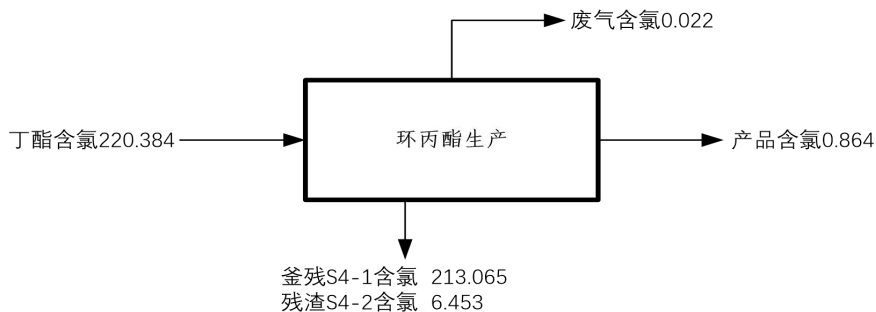 废气含氯0.022
丁酯含氯220.384
环丙酯生产
产品含氯0.864
釜残S4-1含氯 213.065
残渣S4-2含氯 6.453